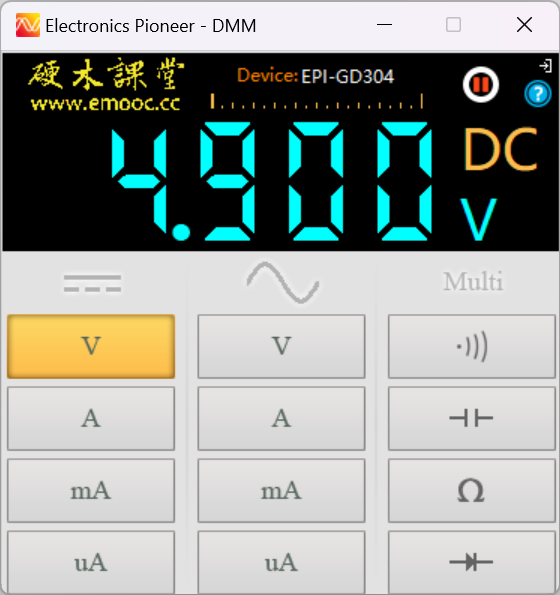 Electronics Pioneer - DMM
硬木課堂
www.emooc.cc
Device: EPI-GD304
?
4.900
DC
V
Multi
V
V
A
A
mA
mA
Ω
uA
uA